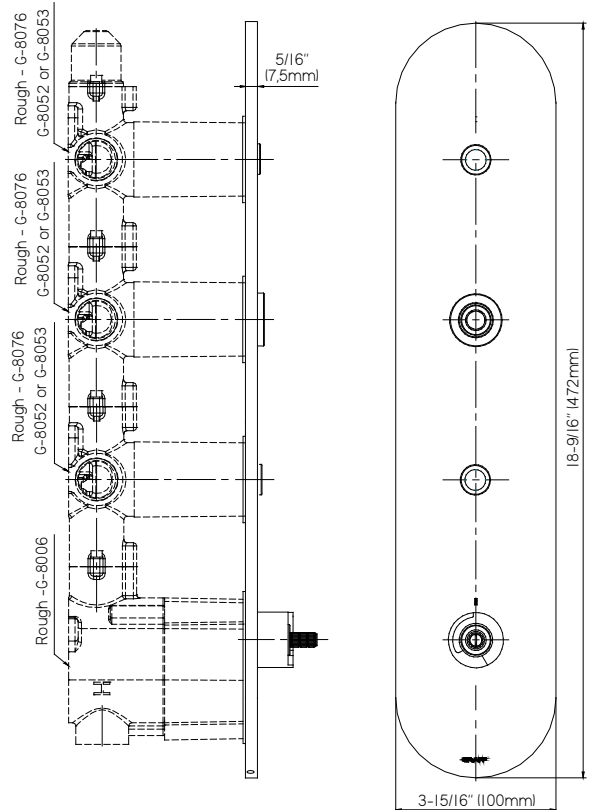 Rough - G-8076
G-8052 or G-8053
Rough - G-8076
G-8052 or G-8053
Rough - G-8076
G-8052 or G-8053
Rough -G-8006
H
5/16"
(7,5mm)
18-9/16" (472mm)
3-15/16" (100mm)